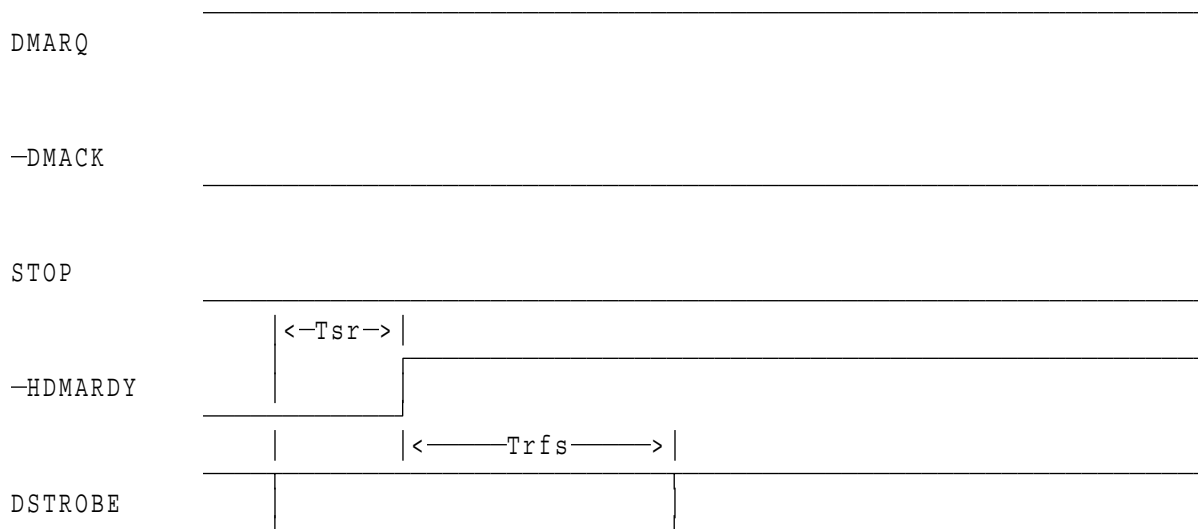 DMARQ
—DMACK
STOP
|<—Tsr—>|
—HDMARDY
|<———Trfs———>|
DSTROBE